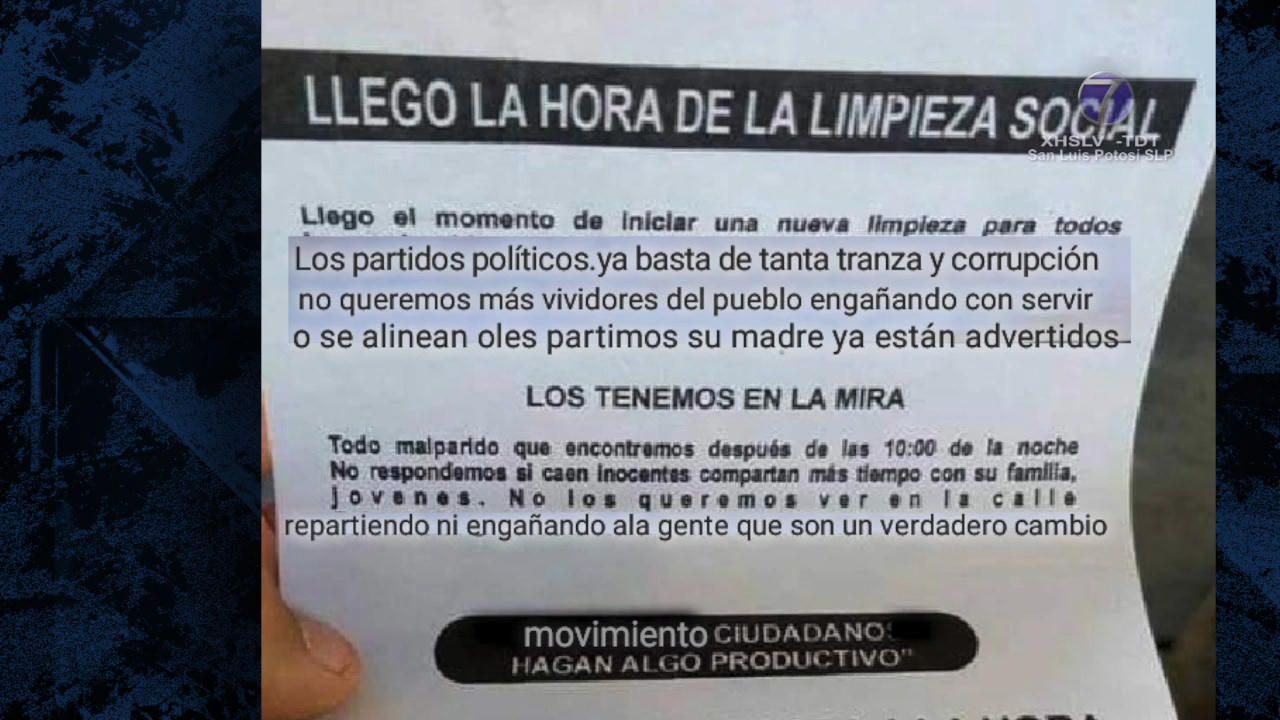 LLEGO LA HORA DE LA LIMPIEZA SOCIAL
7
XHSLV -TDT
San Luis Potosí SLP
Llego el momento de iniciar una nueva limpieza para todos
Los partidos políticos.ya basta de tanta tranza y corrupción
no queremos más vividores del pueblo engañando con servir
o se alinean oles partimos su madre ya están advertidos
LOS TENEMOS EN LA MIRA
Todo malparido que encontremos después de las 10:00 de la noche
No respondemos si caen inocentes compartan más tiempo con su familia,
jovenes. No los queremos ver en la calle
repartiendo ni engañando ala gente que son un verdadero cambio
movimiento CIUDADANO
HAGAN ALGO PRODUCTIVO"